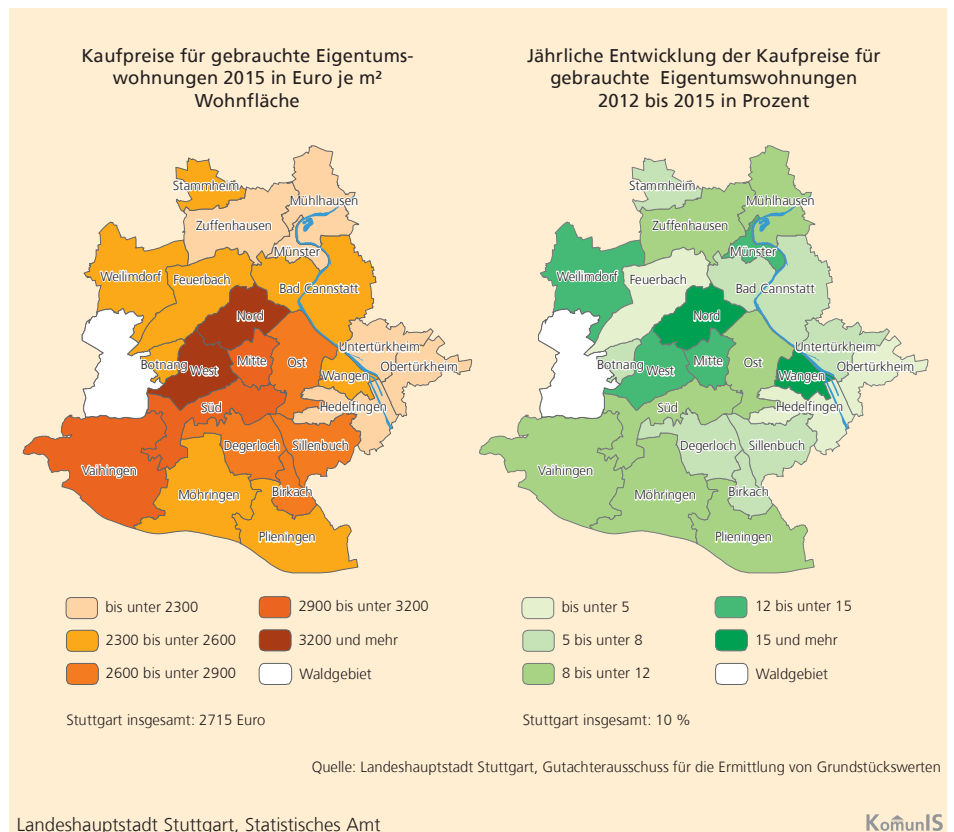 Kaufpreise für gebrauchte Eigentums-
wohnungen 2015 in Euro je m²
Wohnfläche
Stammheim
Mühlhausen
Zuffenhausen
Münster
Weilimdorf
Feuerbach
Bad Cannstatt
Nord
Untertürkheim
Botnang
West
Mitte
Ost
Obertürkheim
Wangen
Süd
Hedelfingen
Degerloch
Sillenbuch
Vaihingen
Möhringen
Birkach
Plieningen
bis unter 2300
2300 bis unter 2600
2600 bis unter 2900
2900 bis unter 3200
3200 und mehr
Waldgebiet
Stuttgart insgesamt: 2715 Euro
Jährliche Entwicklung der Kaufpreise für
gebrauchte Eigentumswohnungen
2012 bis 2015 in Prozent
Stammheim
Mühlhausen
Zuffenhausen
Münster
Weilimdorf
Feuerbach
Bad Cannstatt
Nord
Untertürkheim
Botnang
West
Mitte
Ost
Obertürkheim
Wangen
Süd
Hedelfingen
Degerloch
Sillenbuch
Vaihingen
Möhringen
Birkach
Plieningen
bis unter 5
5 bis unter 8
8 bis unter 12
12 bis unter 15
15 und mehr
Waldgebiet
Stuttgart insgesamt: 10 %
Quelle: Landeshauptstadt Stuttgart, Gutachterausschuss für die Ermittlung von Grundstückswerten
Landeshauptstadt Stuttgart, Statistisches Amt
KomunIS